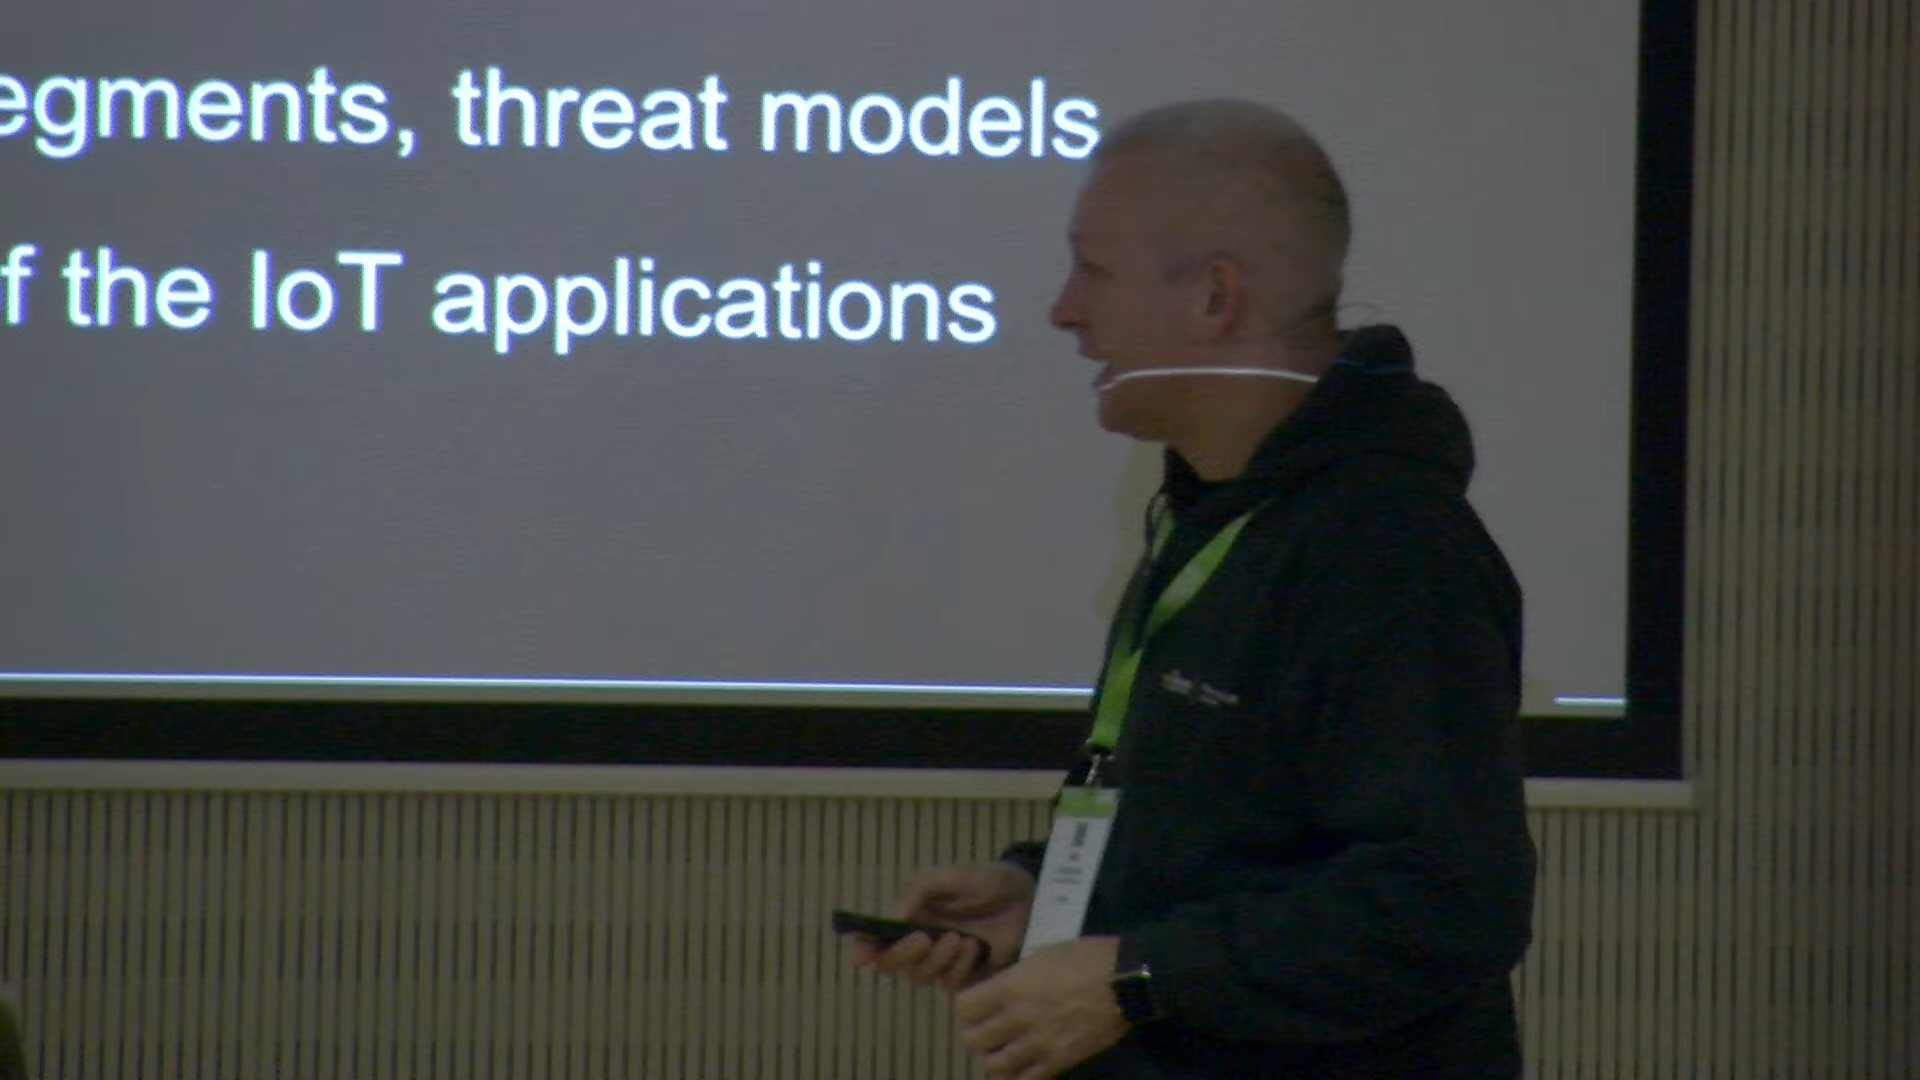 egments, threat models
f the IoT applications